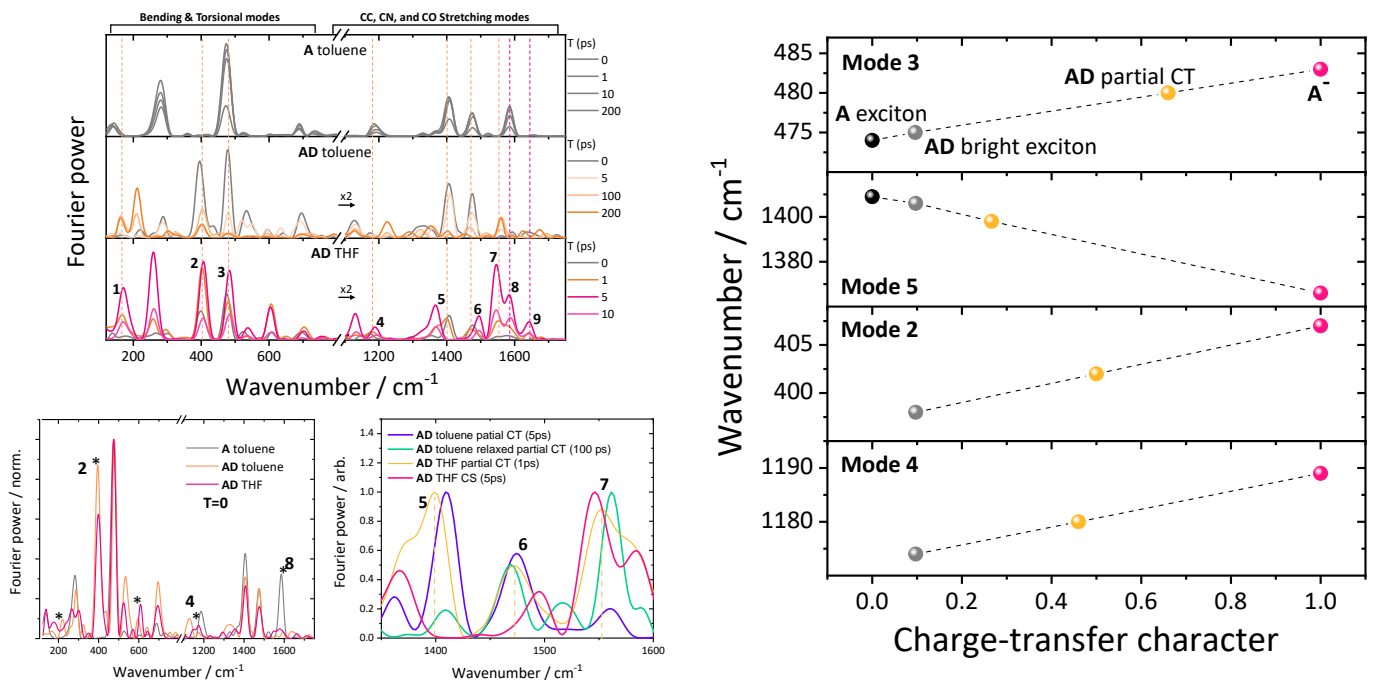 Bending & Torsional modes
CC, CN, and CO Stretching modes
A toluene
T (ps)
0
1
10
200
AD toluene
T (ps)
0
5
100
200
x2
AD THF
T (ps)
0
1
5
10
x2
1
2
3
4
5
6
7
8
9
200
400
600
1200
1400
1600
Fourier power
Wavenumber / cm-1
2
*
*
*
4
*
*
8
A toluene
AD toluene
AD THF
T=0
200
400
600
800
1200
1400
1600
Fourier power / norm.
Wavenumber / cm-1
AD toluene patial CT (5ps)
AD toluene relaxed partial CT (100 ps)
AD THF partial CT (1ps)
AD THF CS (5ps)
5
6
7
1.4
1.2
1.0
0.8
0.6
0.4
0.2
0.0
1400
1500
1600
Fourier power / arb.
Wavenumber / cm-1
485
480
475
Mode 3
AD partial CT
A-
A exciton
AD bright exciton
1400
1380
Mode 5
405
400
Mode 2
1190
1180
Mode 4
0.0
0.2
0.4
0.6
0.8
1.0
Wavenumber / cm-1
Charge-transfer character